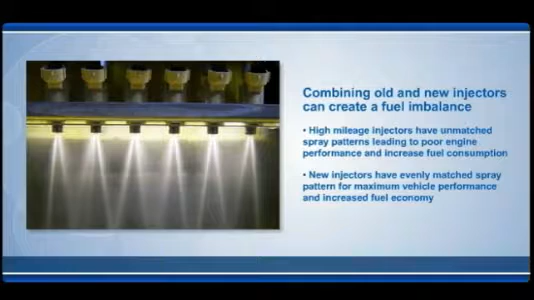 Combining old and new injectors
can create a fuel imbalance
• High mileage injectors have unmatched
spray patterns leading to poor engine
performance and increase fuel consumption
• New injectors have evenly matched spray
pattern for maximum vehicle performance
and increased fuel economy